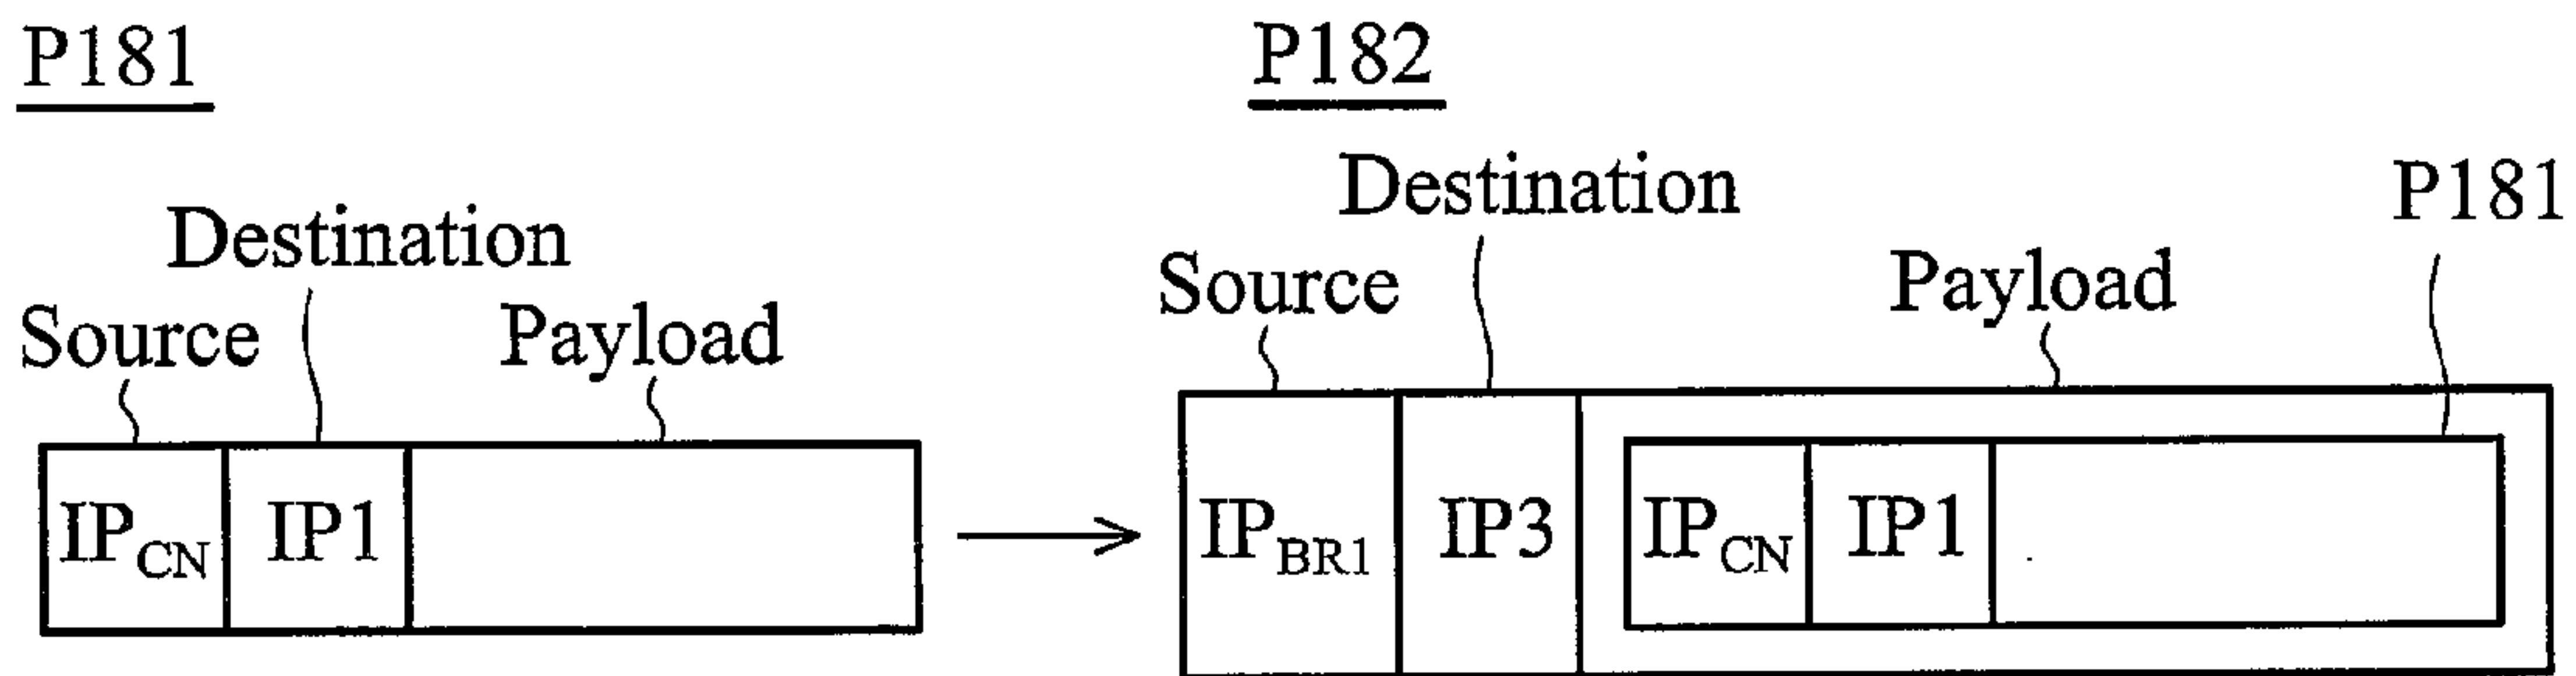 P181
Source
Destination
Payload
IPCN
IP1
P182
Source
Destination
Payload
P181
IPBR1
IP3
IPCN
IP1